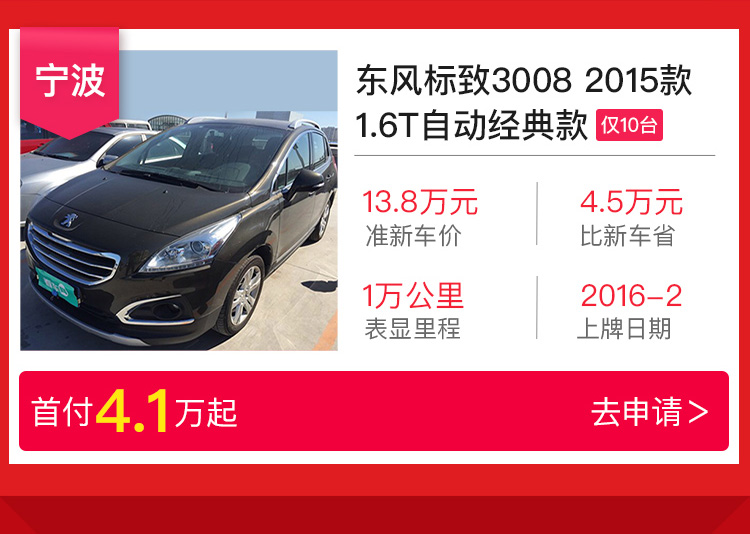 宁波
东风标致3008 2015款
1.6T自动经典款 仅10台
13.8万元
准新车价
4.5万元
比新车省
1万公里
表显里程
2016-2
上牌日期
首付4.1万起
去申请>